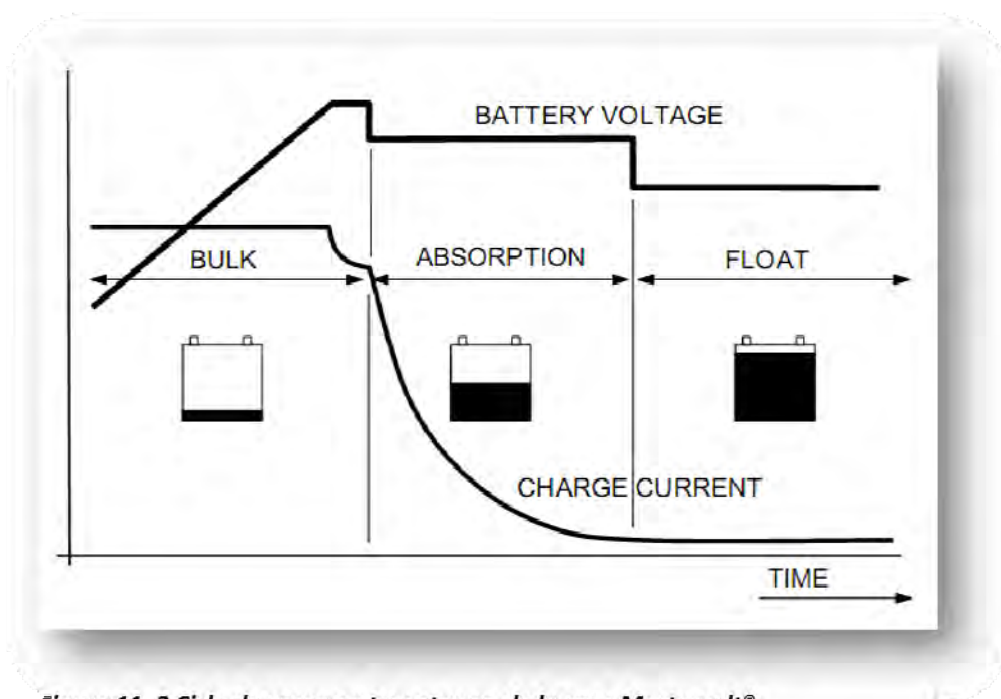 BATTERY VOLTAGE
BULK
ABSORPTION
FLOAT
CHARGE CURRENT
TIME